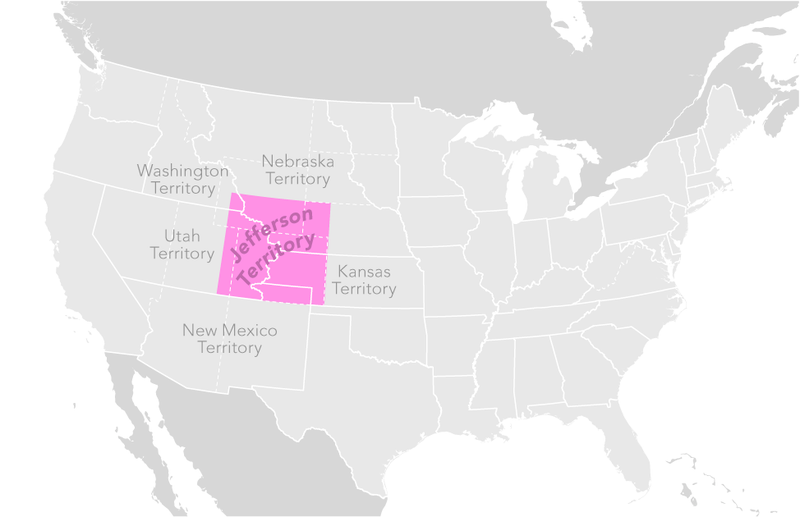 Washington
Territory
Nebraska
Territory
Jefferson
Territory
Utah
Territory
Kansas
Territory
New Mexico
Territory